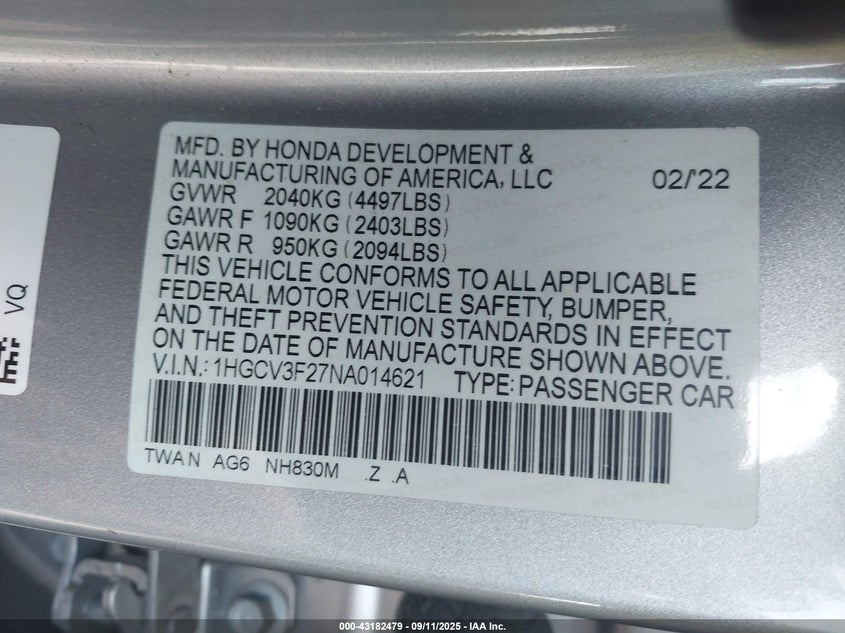 MFD. BY HONDA DEVELOPMENT &
MANUFACTURING OF AMERICA, LLC 02/'22
GVWR 2040KG (4497LBS)
GAWR F 1090KG (2403LBS)
GAWR R 950KG (2094LBS)
THIS VEHICLE CONFORMS TO ALL APPLICABLE
FEDERAL MOTOR VEHICLE SAFETY, BUMPER,
AND THEFT PREVENTION STANDARDS IN EFFECT
ON THE DATE OF MANUFACTURE SHOWN ABOVE.
V.I.N.: 1HGCV3F27NA014621 TYPE: PASSENGER CAR
TWAN AG6 NH830M .Z .A
VQ
000-43182479 - 09/11/2025 - IAA Inc.